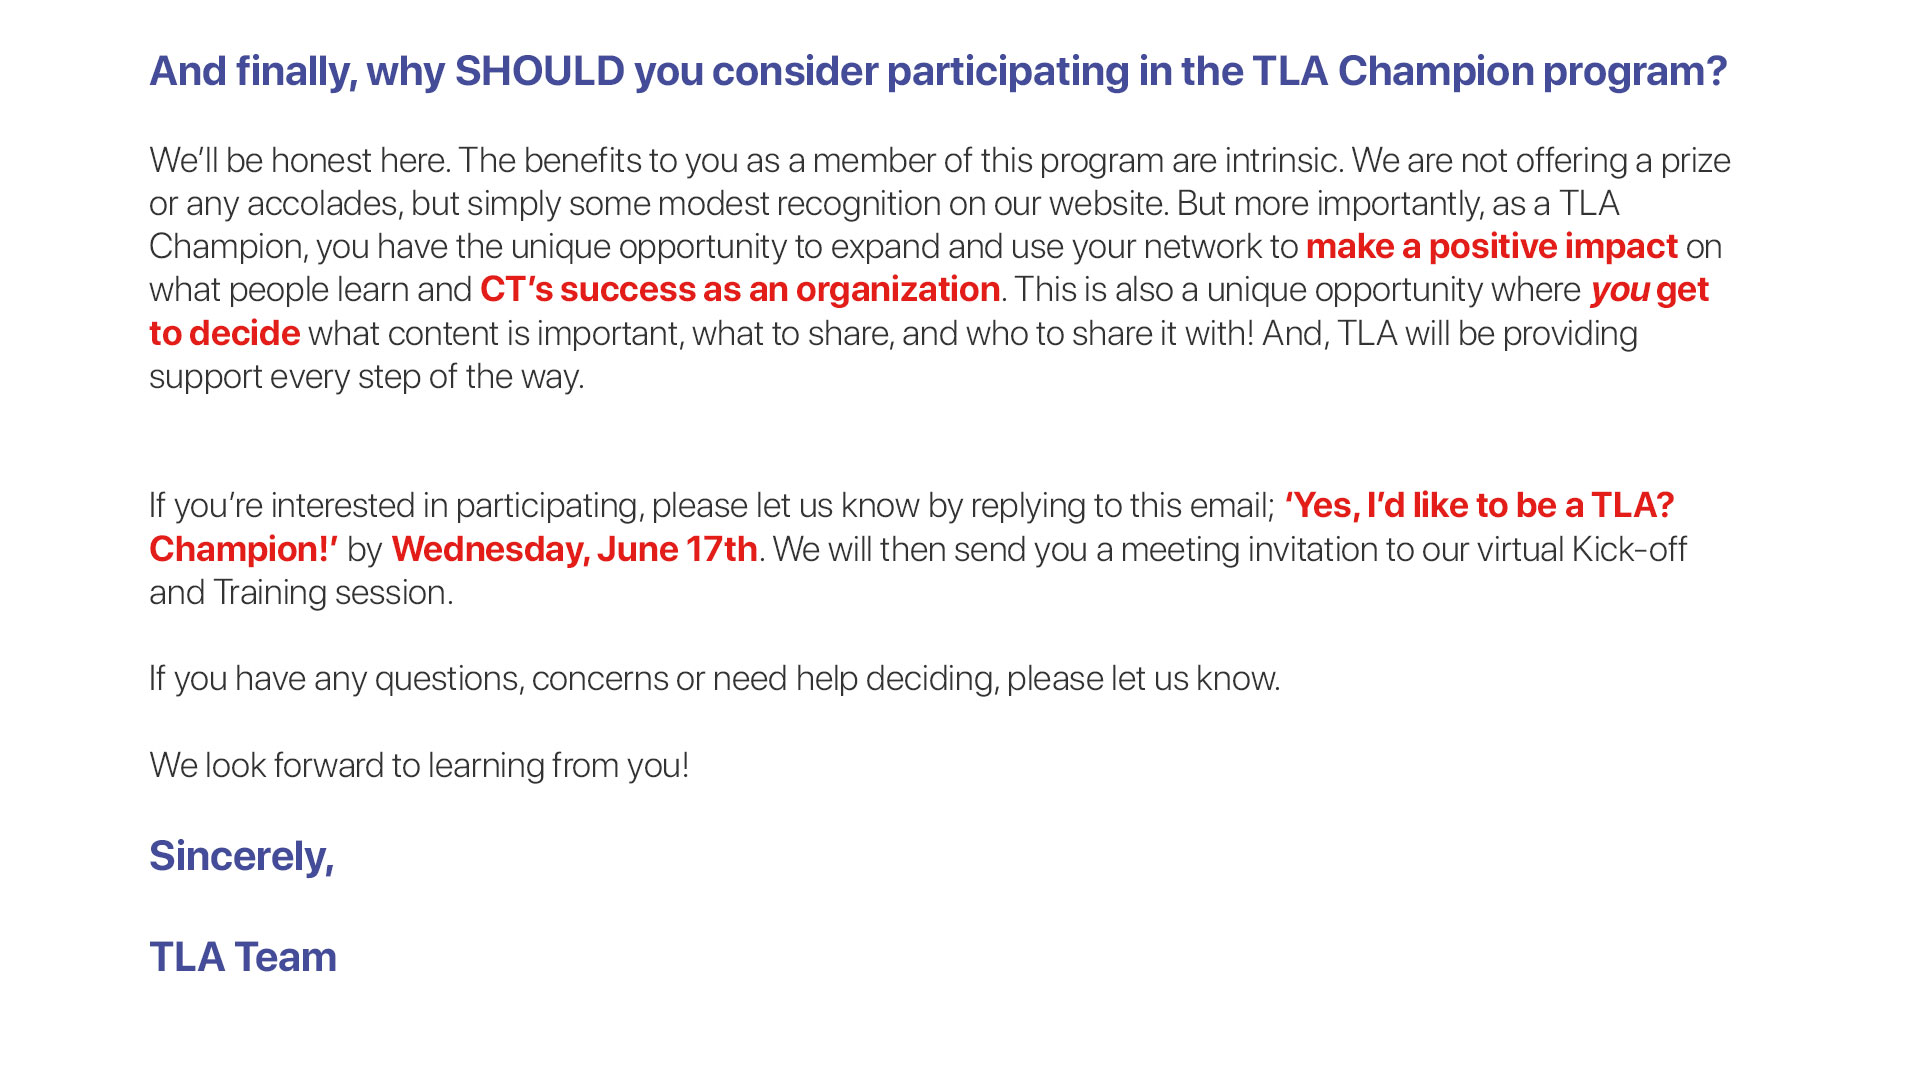 And finally, why SHOULD you consider participating in the TLA Champion program?
We’ll be honest here. The benefits to you as a member of this program are intrinsic. We are not offering a prize
or any accolades, but simply some modest recognition on our website. But more importantly, as a TLA
Champion, you have the unique opportunity to expand and use your network to make a positive impact on
what people learn and CT’s success as an organization. This is also a unique opportunity where you get
to decide what content is important, what to share, and who to share it with! And, TLA will be providing
support every step of the way.
If you’re interested in participating, please let us know by replying to this email; ‘Yes, I’d like to be a TLA?
Champion!’ by Wednesday, June 17th. We will then send you a meeting invitation to our virtual Kick-off
and Training session.
If you have any questions, concerns or need help deciding, please let us know.
We look forward to learning from you!
Sincerely,
TLA Team